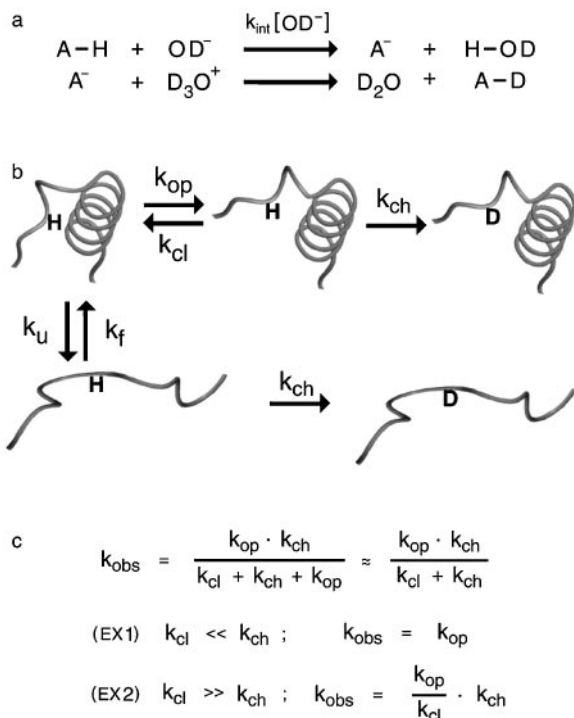 a
k_int[OD⁻]
A–H + OD⁻ → A⁻ + H–OD
A⁻ + D₃O⁺ → D₂O + A–D
b
H k_op k_cl H k_ch D
k_u k_f
H k_ch D
c
k_obs = (k_op · k_ch) / (k_cl + k_ch + k_op) ≈ (k_op · k_ch) / (k_cl + k_ch)
(EX1) k_cl << k_ch ; k_obs = k_op
(EX2) k_cl >> k_ch ; k_obs = k_op / k_cl · k_ch